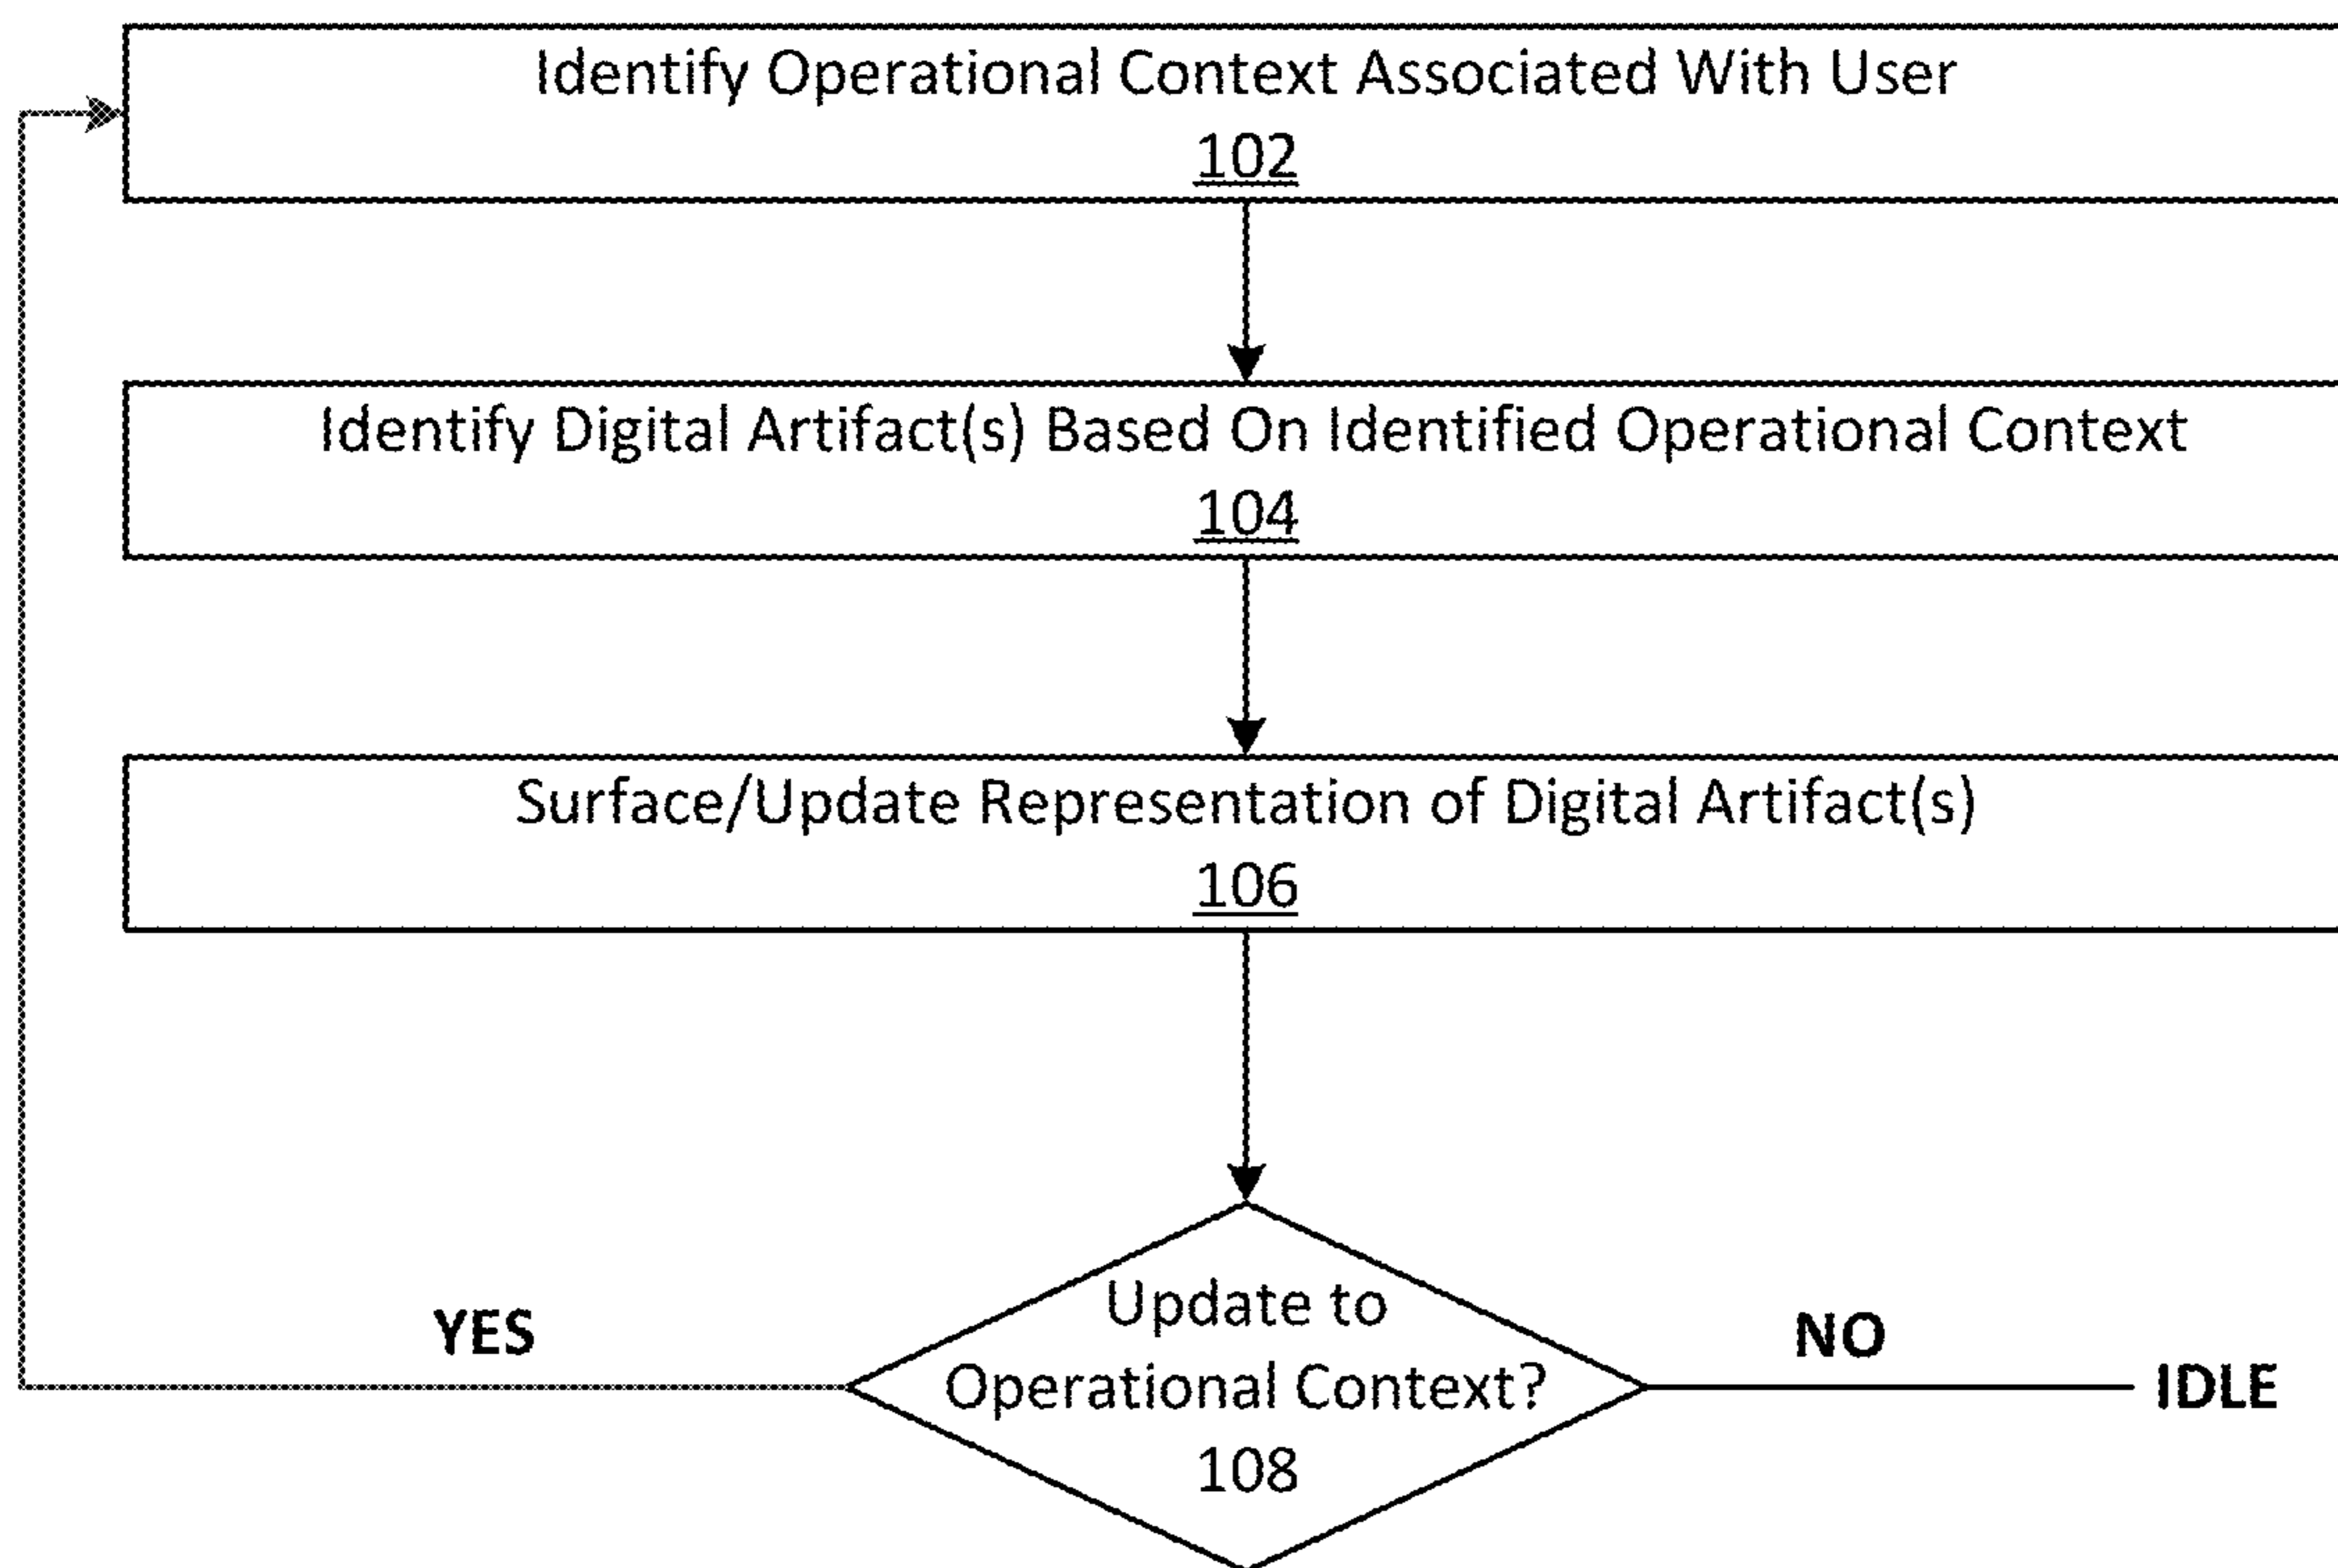 Identify Operational Context Associated With User
102
Identify Digital Artifact(s) Based On Identified Operational Context
104
Surface/Update Representation of Digital Artifact(s)
106
Update to
YES
NO
Operational Context?
IDLE
108